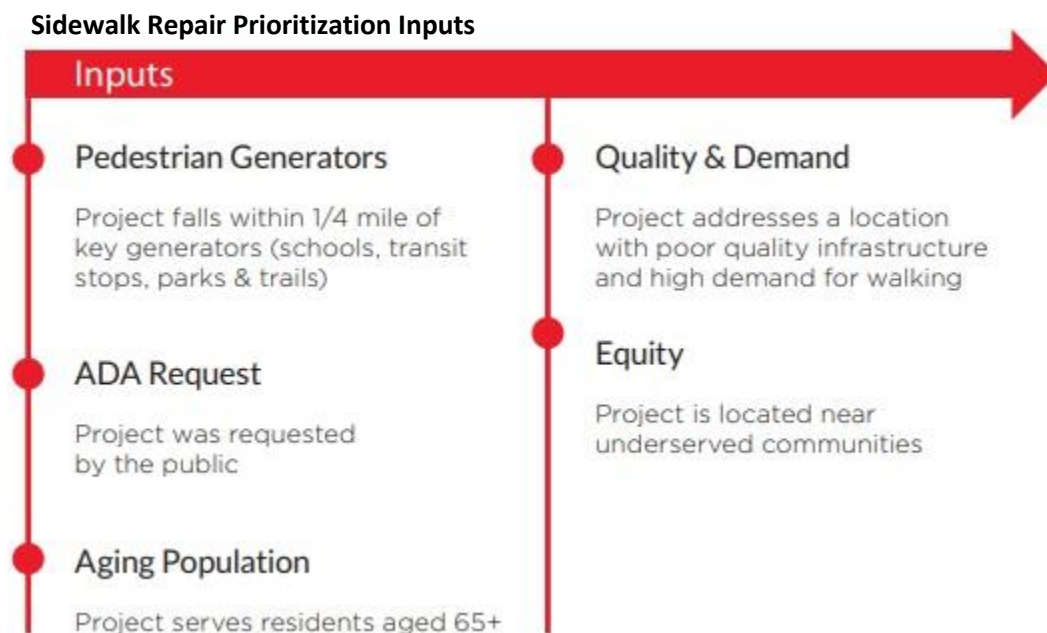 Sidewalk Repair Prioritization Inputs
Inputs
Pedestrian Generators
Project falls within 1/4 mile of
key generators (schools, transit
stops, parks & trails)
ADA Request
Project was requested
by the public
Aging Population
Project serves residents aged 65+
Quality & Demand
Project addresses a location
with poor quality infrastructure
and high demand for walking
Equity
Project is located near
underserved communities